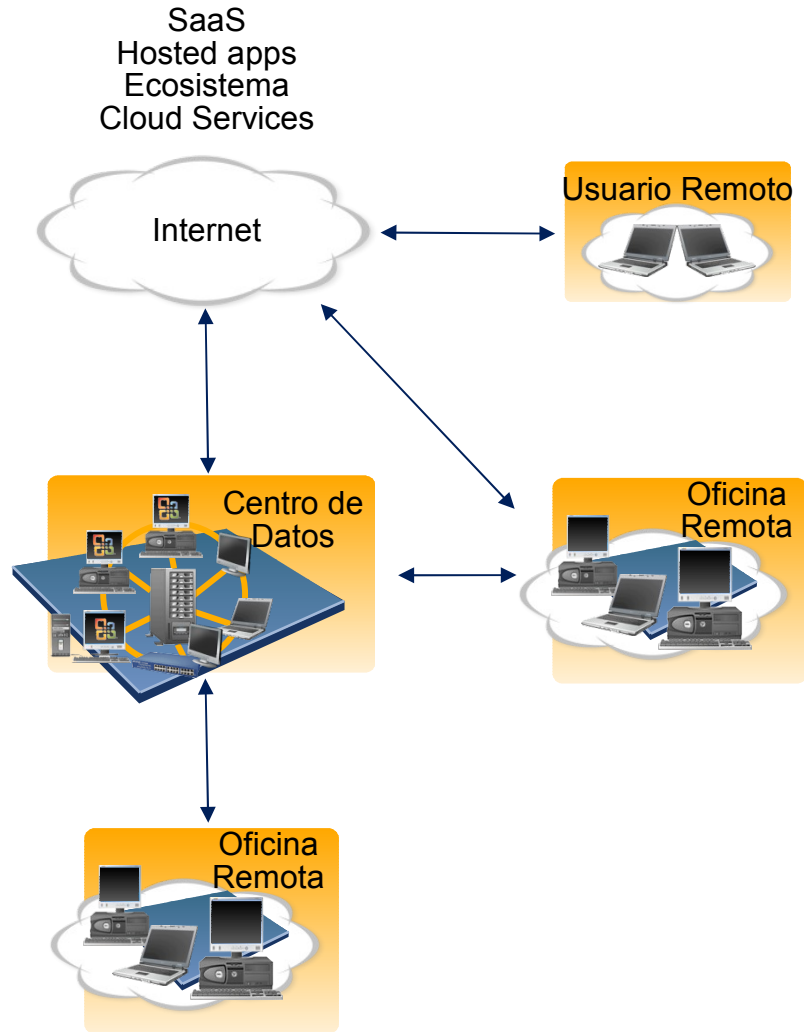 SaaS
Hosted apps
Ecosistema
Cloud Services
Internet
Usuario Remoto
Centro de
Datos
Oficina
Remota
Oficina
Remota